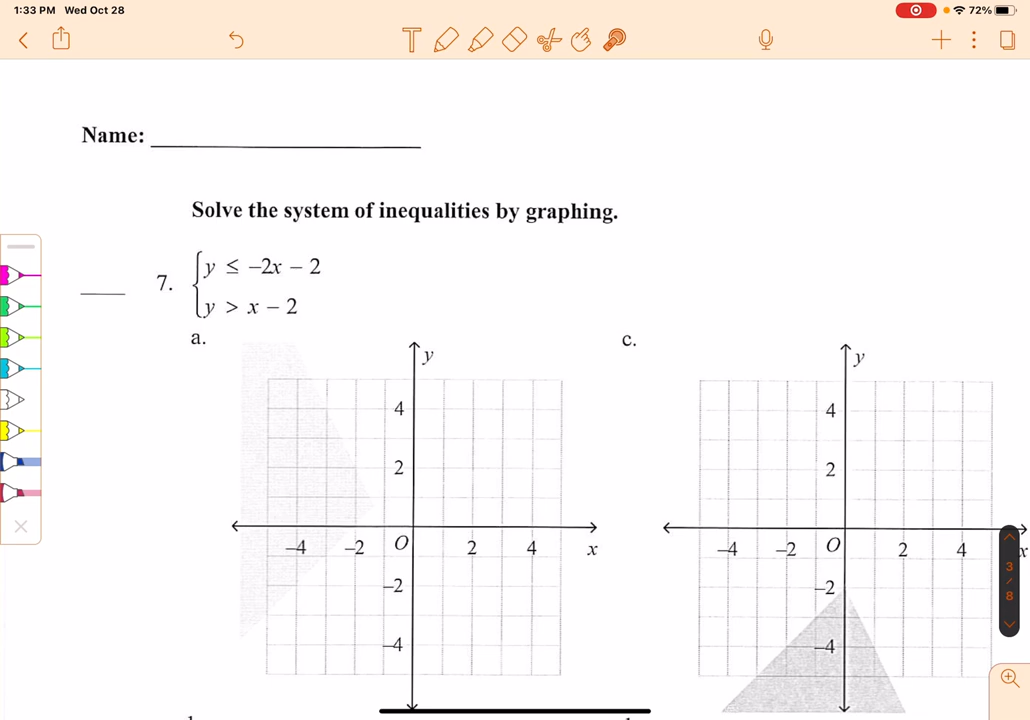 1:33 PM Wed Oct 28
72%
T
Name:
Solve the system of inequalities by graphing.
7. y ≤ −2x − 2
y > x − 2
a.
c.
y
4
2
−4 −2 O 2 4 x
−2
−4
y
4
2
−4 −2 O 2 4 x
−2
−4
3
/
8